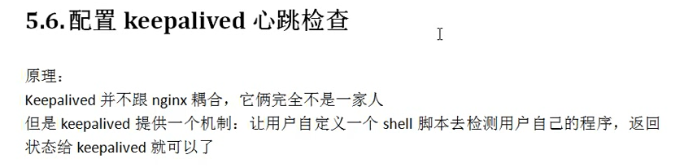 5.6.配置 keepalived 心跳检查
原理：
Keepalived 并不跟 nginx 耦合，它俩完全不是一家人
但是 keepalived 提供一个机制：让用户自定义一个 shell 脚本去检测用户自己的程序，返回
状态给 keepalived 就可以了